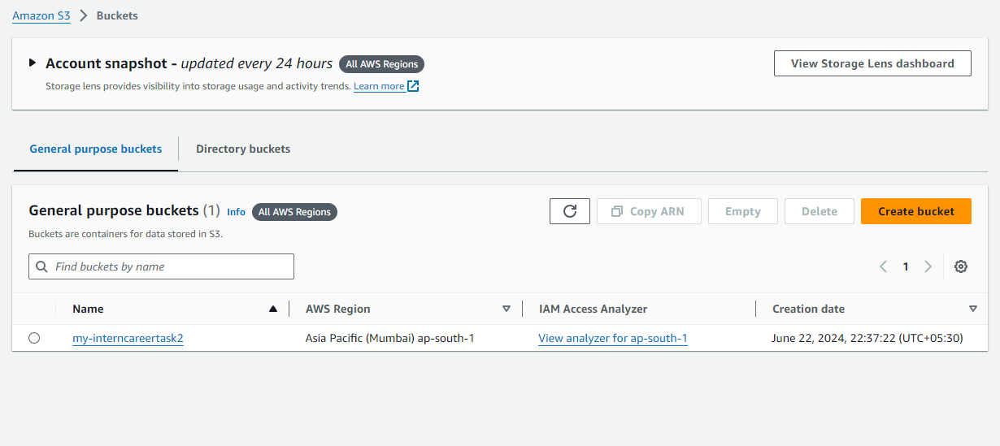 Amazon S3 > Buckets
Account snapshot - updated every 24 hours All AWS Regions
View Storage Lens dashboard
Storage lens provides visibility into storage usage and activity trends. Learn more
General purpose buckets Directory buckets
General purpose buckets (1) Info All AWS Regions
Copy ARN Empty Delete Create bucket
Buckets are containers for data stored in S3.
Find buckets by name
1
Name AWS Region IAM Access Analyzer Creation date
my-interncareertask2 Asia Pacific (Mumbai) ap-south-1 View analyzer for ap-south-1 June 22, 2024, 22:37:22 (UTC+05:30)